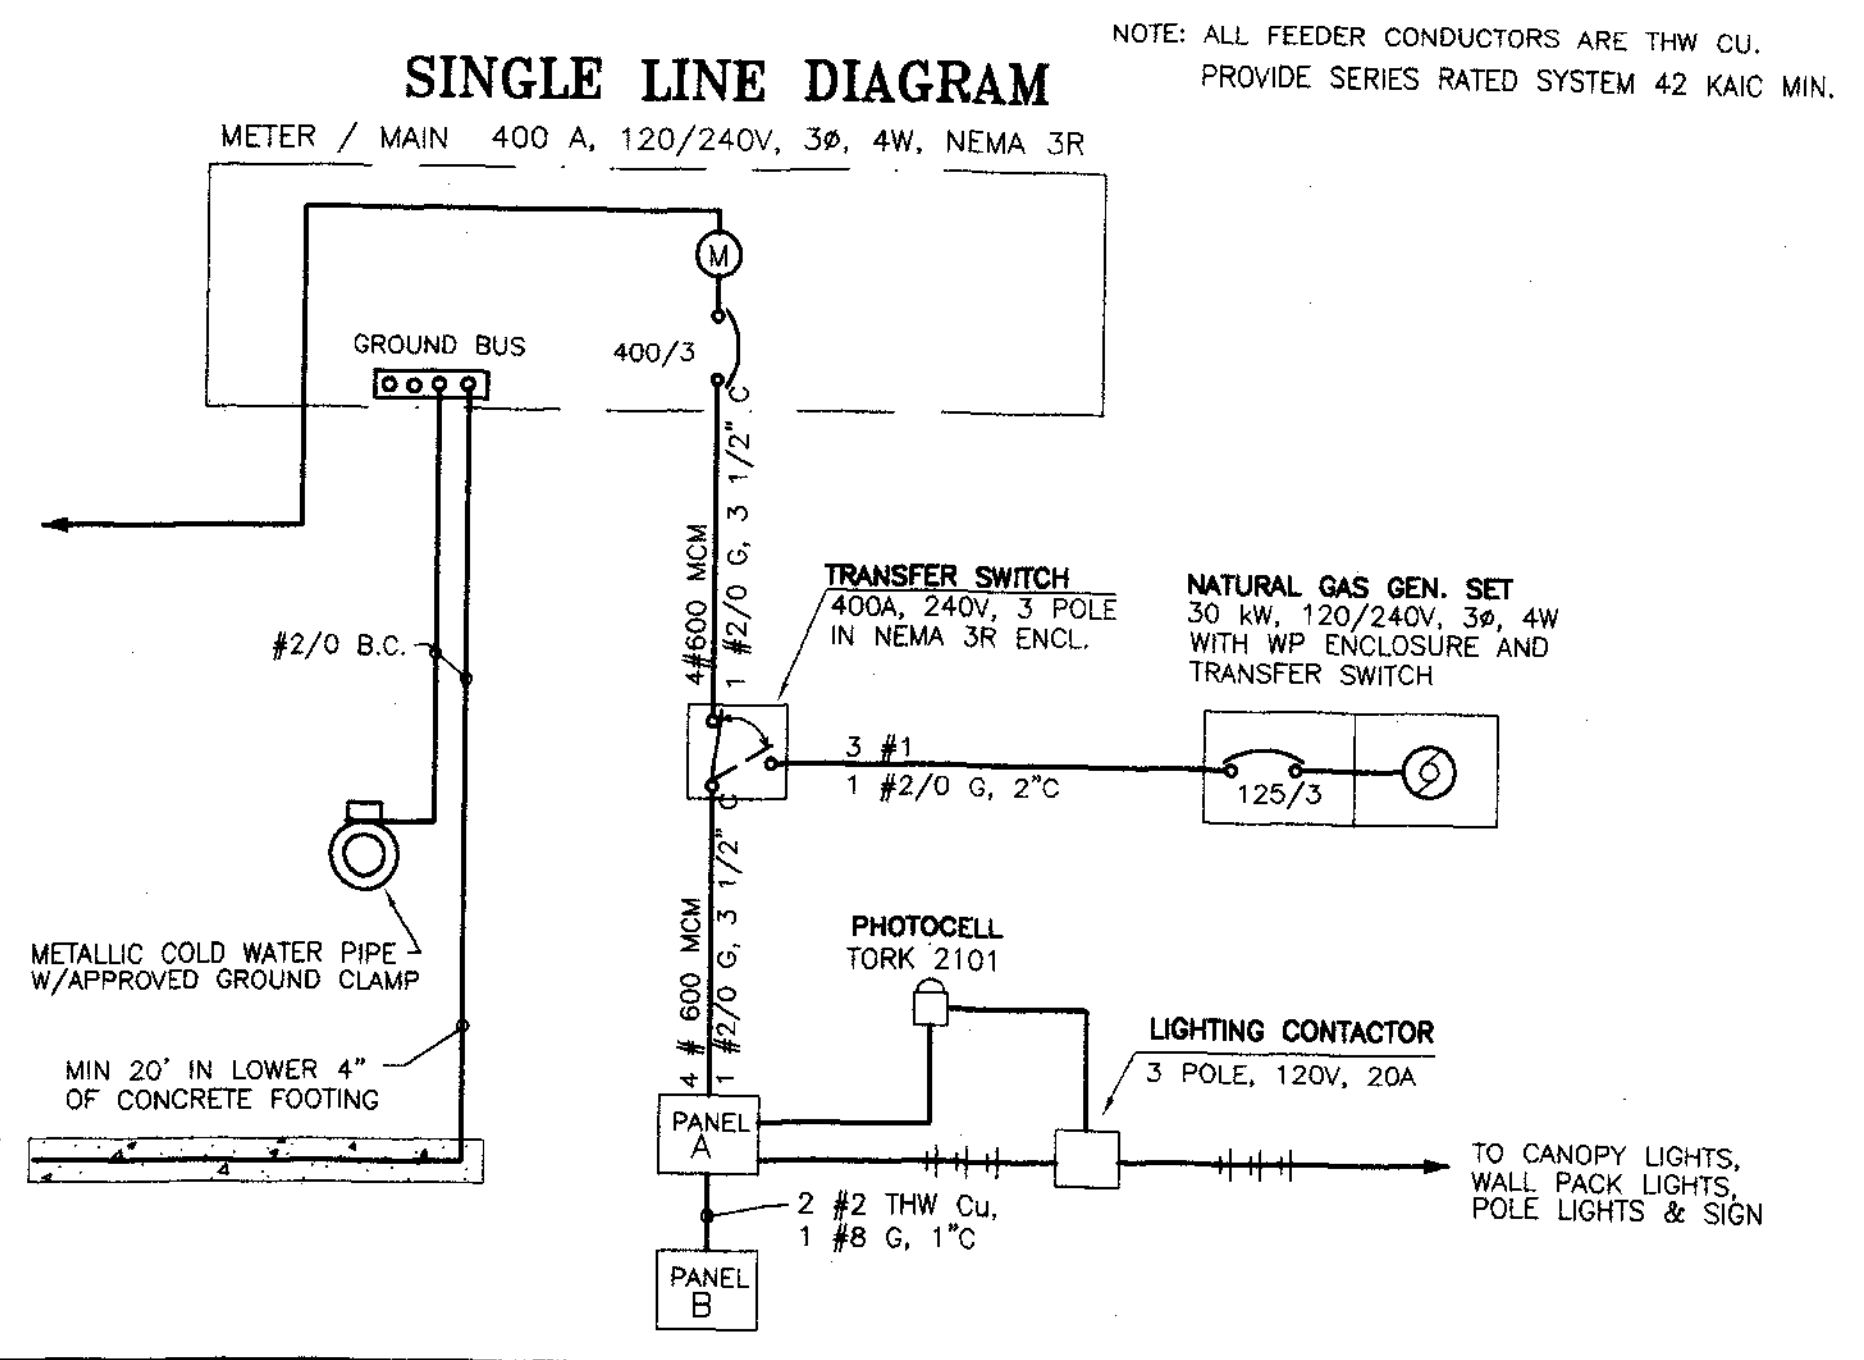 NOTE: ALL FEEDER CONDUCTORS ARE THW CU.
PROVIDE SERIES RATED SYSTEM 42 KAIC MIN.
SINGLE LINE DIAGRAM
METER / MAIN 400 A, 120/240V, 3ø, 4W, NEMA 3R
M
GROUND BUS
400/3
4#600 MCM
1 #2/0 G, 3 1/2" C
TRANSFER SWITCH
400A, 240V, 3 POLE
IN NEMA 3R ENCL.
NATURAL GAS GEN. SET
30 kW, 120/240V, 3ø, 4W
WITH WP ENCLOSURE AND
TRANSFER SWITCH
#2/0 B.C.
3 #1
1 #2/0 G, 2"C
125/3
4 # 600 MCM
1 #2/0 G, 3 1/2" C
METALLIC COLD WATER PIPE
W/APPROVED GROUND CLAMP
PHOTOCELL
TORK 2101
LIGHTING CONTACTOR
3 POLE, 120V, 20A
MIN 20' IN LOWER 4"
OF CONCRETE FOOTING
PANEL
A
TO CANOPY LIGHTS,
WALL PACK LIGHTS,
POLE LIGHTS & SIGN
2 #2 THW Cu,
1 #8 G, 1"C
PANEL
B